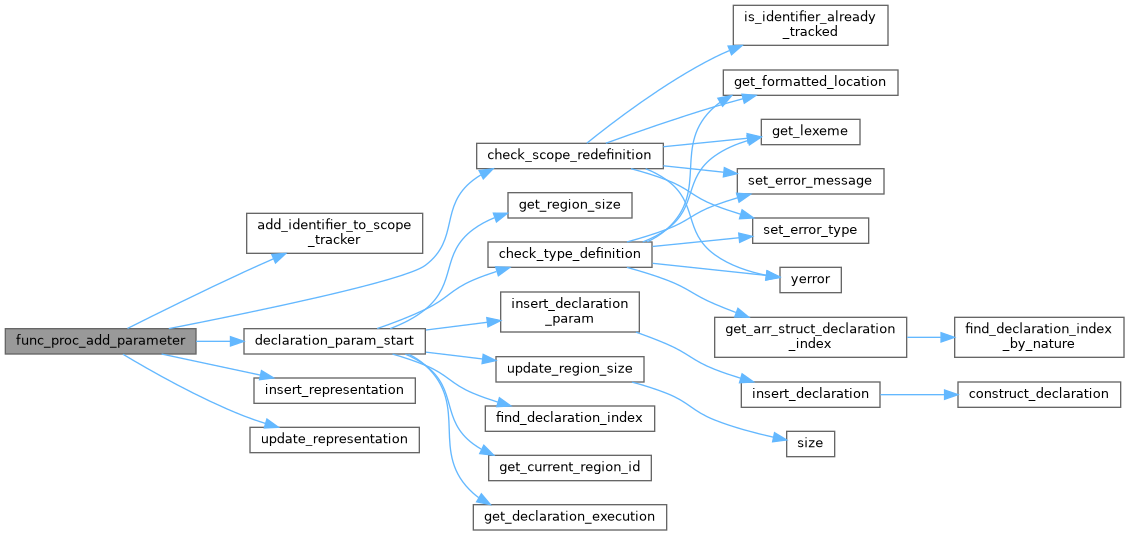 is_identifier_already
_tracked
get_formatted_location
get_lexeme
check_scope_redefinition
set_error_message
get_region_size
add_identifier_to_scope
_tracker
set_error_type
check_type_definition
yerror
insert_declaration
_param
get_arr_struct_declaration
_index
find_declaration_index
_by_nature
func_proc_add_parameter
declaration_param_start
update_region_size
insert_representation
insert_declaration
construct_declaration
find_declaration_index
update_representation
size
get_current_region_id
get_declaration_execution